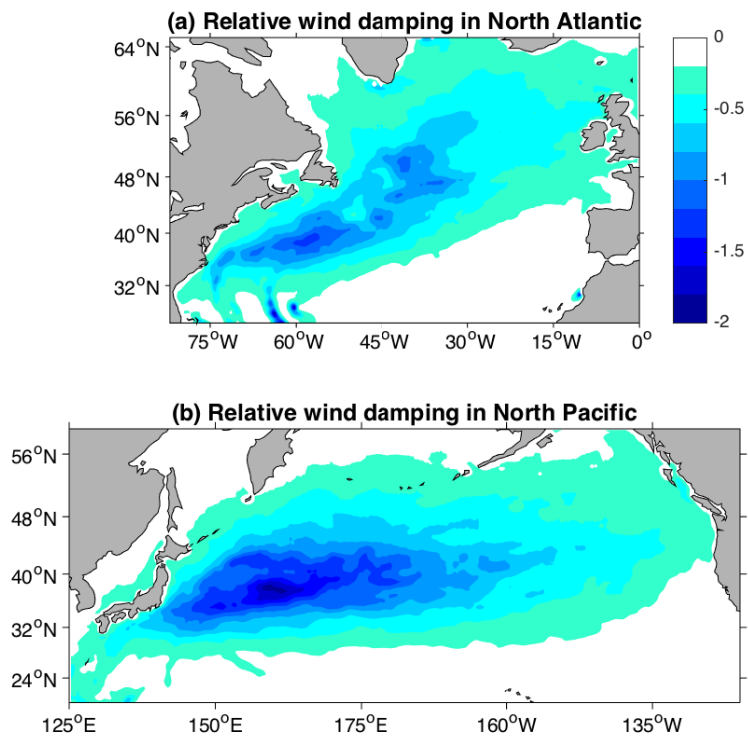 (a) Relative wind damping in North Atlantic
64°N
56°N
48°N
40°N
32°N
75°W 60°W 45°W 30°W 15°W 0°
0
-0.5
-1
-1.5
-2
(b) Relative wind damping in North Pacific
56°N
48°N
40°N
32°N
24°N
125°E 150°E 175°E 160°W 135°W